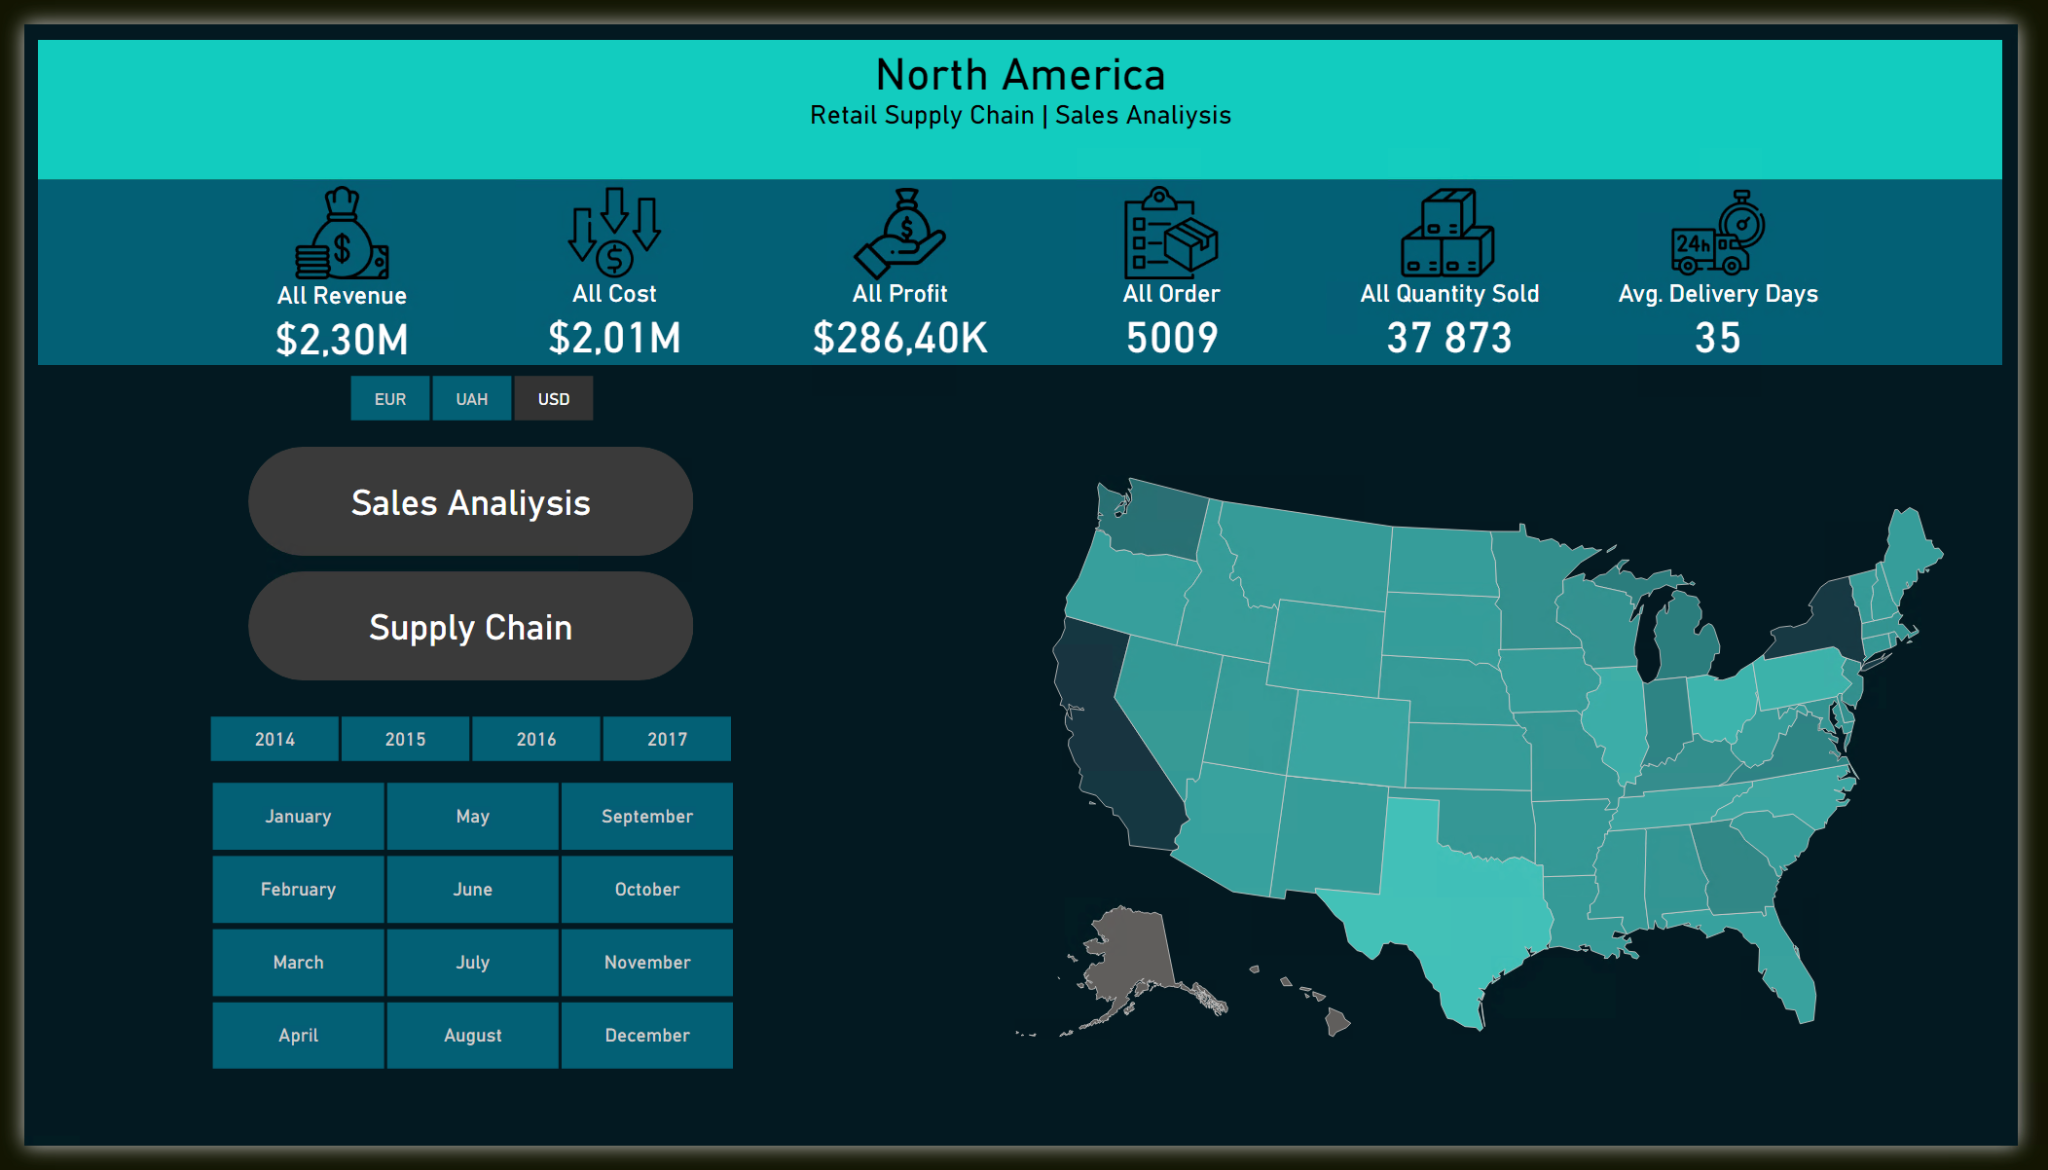 North America
Retail Supply Chain | Sales Analiysis
24h
All Revenue
All Cost
All Profit
All Order
All Quantity Sold
Avg. Delivery Days
$2,30M
$2,01M
$286,40K
5009
37 873
35
EUR
UAH
USD
Sales Analiysis
Supply Chain
2014
2015
2016
2017
January
May
September
February
June
October
March
July
November
April
August
December